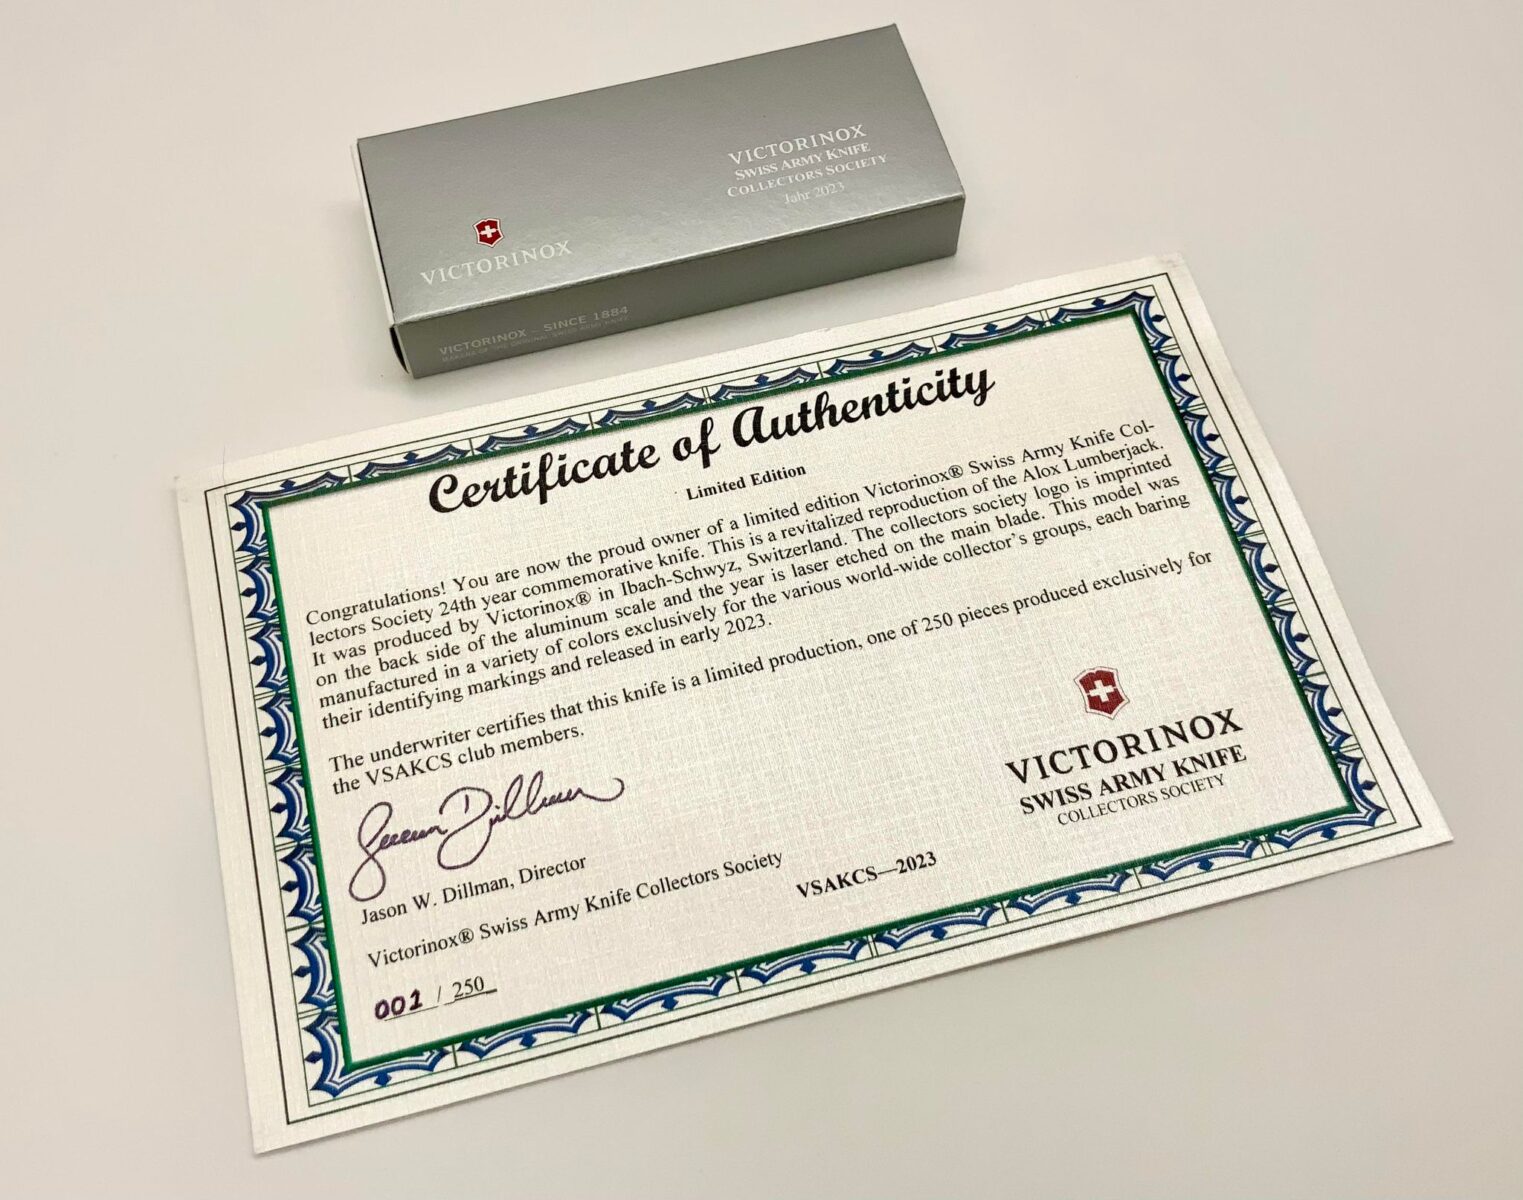 VICTORINOX
SWISS ARMY KNIFE
COLLECTORS SOCIETY
Jahr 2023
VICTORINOX
VICTORINOX - SINCE 1884
MAKERS OF THE ORIGINAL SWISS ARMY KNIFE
Certificate of Authenticity
Limited Edition
Congratulations! You are now the proud owner of a limited edition Victorinox® Swiss Army Knife Col-
lectors Society 24th year commemorative knife. This is a revitalized reproduction of the Alox Lumberjack.
It was produced by Victorinox® in Ibach-Schwyz, Switzerland. The collectors society logo is imprinted
on the back side of the aluminum scale and the year is laser etched on the main blade. This model was
manufactured in a variety of colors exclusively for the various world-wide collector's groups, each baring
their identifying markings and released in early 2023.
The underwriter certifies that this knife is a limited production, one of 250 pieces produced exclusively for
the VSAKCS club members.
Jason W. Dillman, Director
Victorinox® Swiss Army Knife Collectors Society
001 / 250
VSAKCS—2023
VICTORINOX
SWISS ARMY KNIFE
COLLECTORS SOCIETY